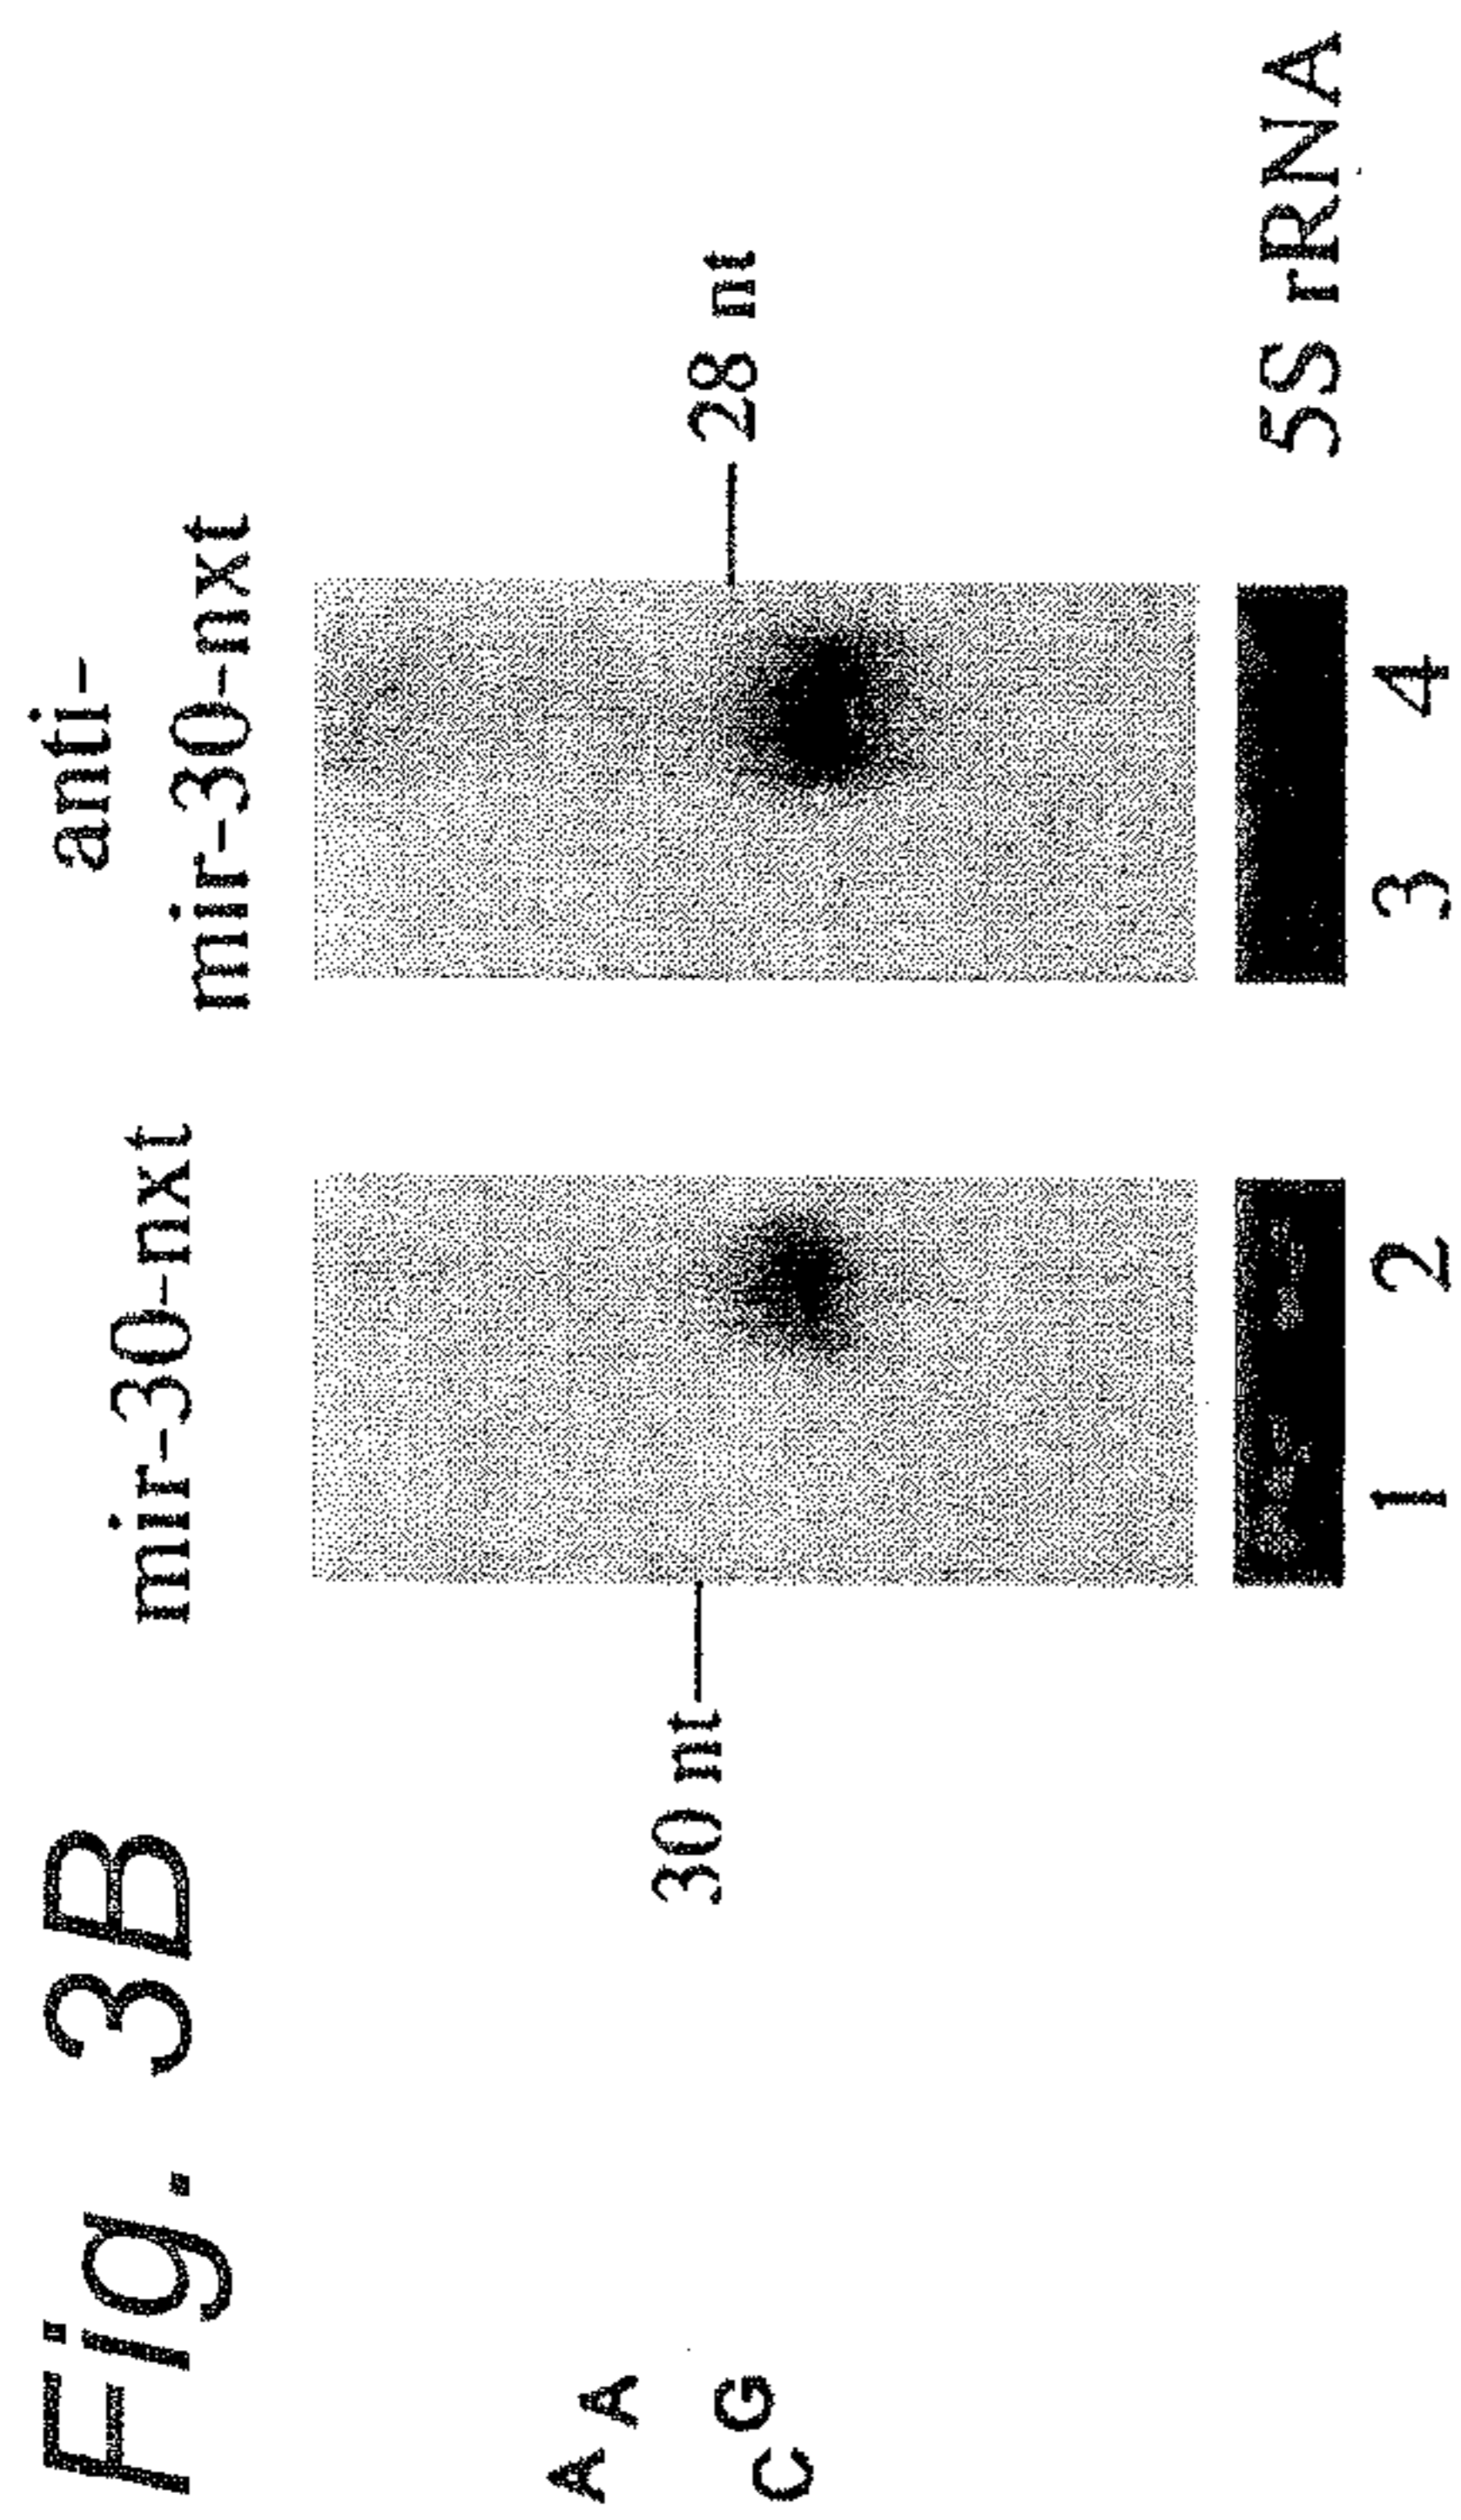 Fig. 3B
mir-30-nxt
anti-
mir-30-nxt
30 nt
28 nt
5S rRNA
1 2 3 4
A A
C G